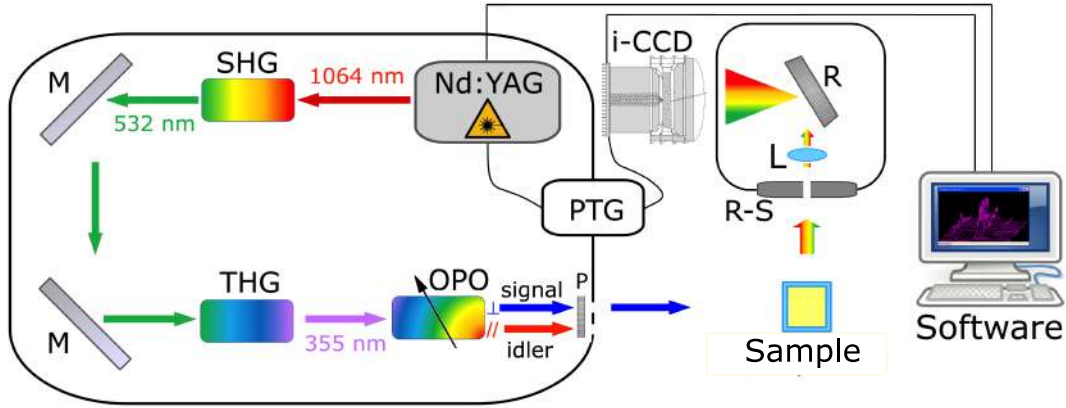 M
SHG
1064 nm
Nd:YAG
532 nm
i-CCD
R
L
R-S
PTG
M
THG
355 nm
OPO
⊥
//
signal
idler
P
Sample
Software